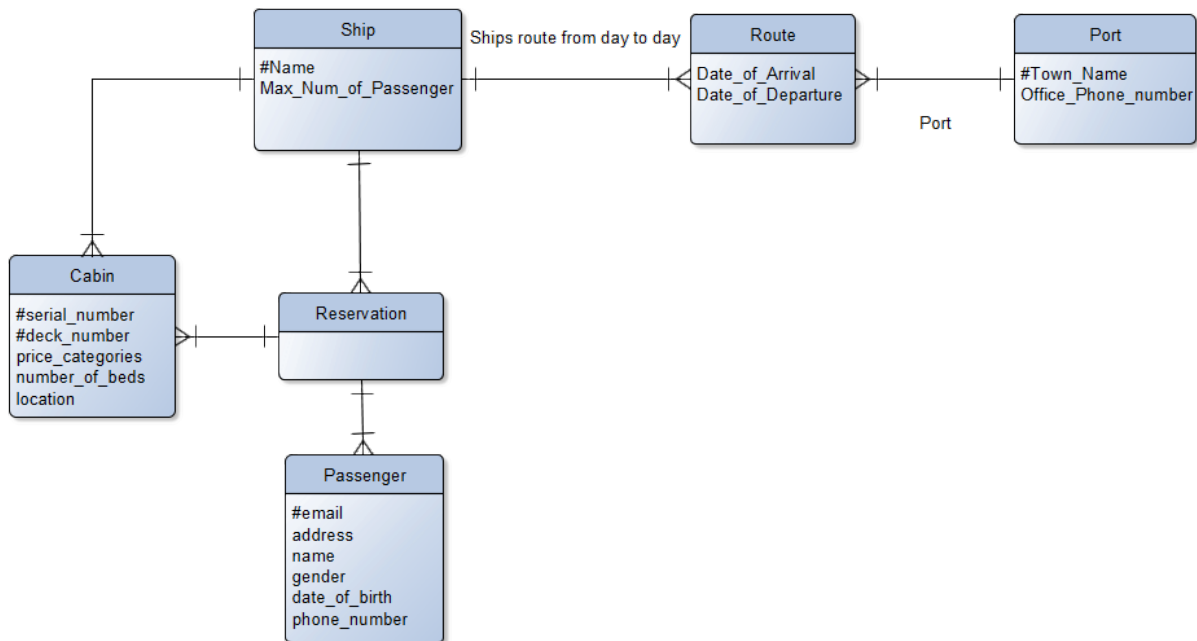 Ship
#Name
Max_Num_of_Passenger
Ships route from day to day
Route
Date_of_Arrival
Date_of_Departure
Port
Port
#Town_Name
Office_Phone_number
Cabin
#serial_number
#deck_number
price_categories
number_of_beds
location
Reservation
Passenger
#email
address
name
gender
date_of_birth
phone_number